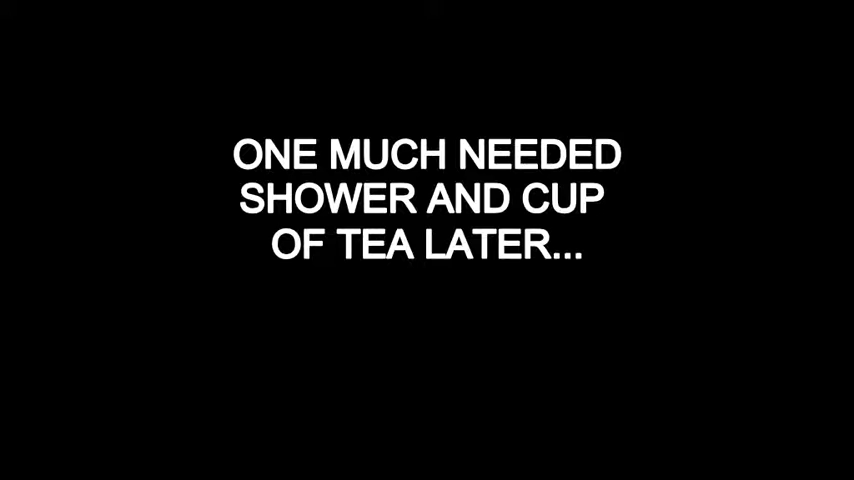 ONE MUCH NEEDED
SHOWER AND CUP
OF TEA LATER...